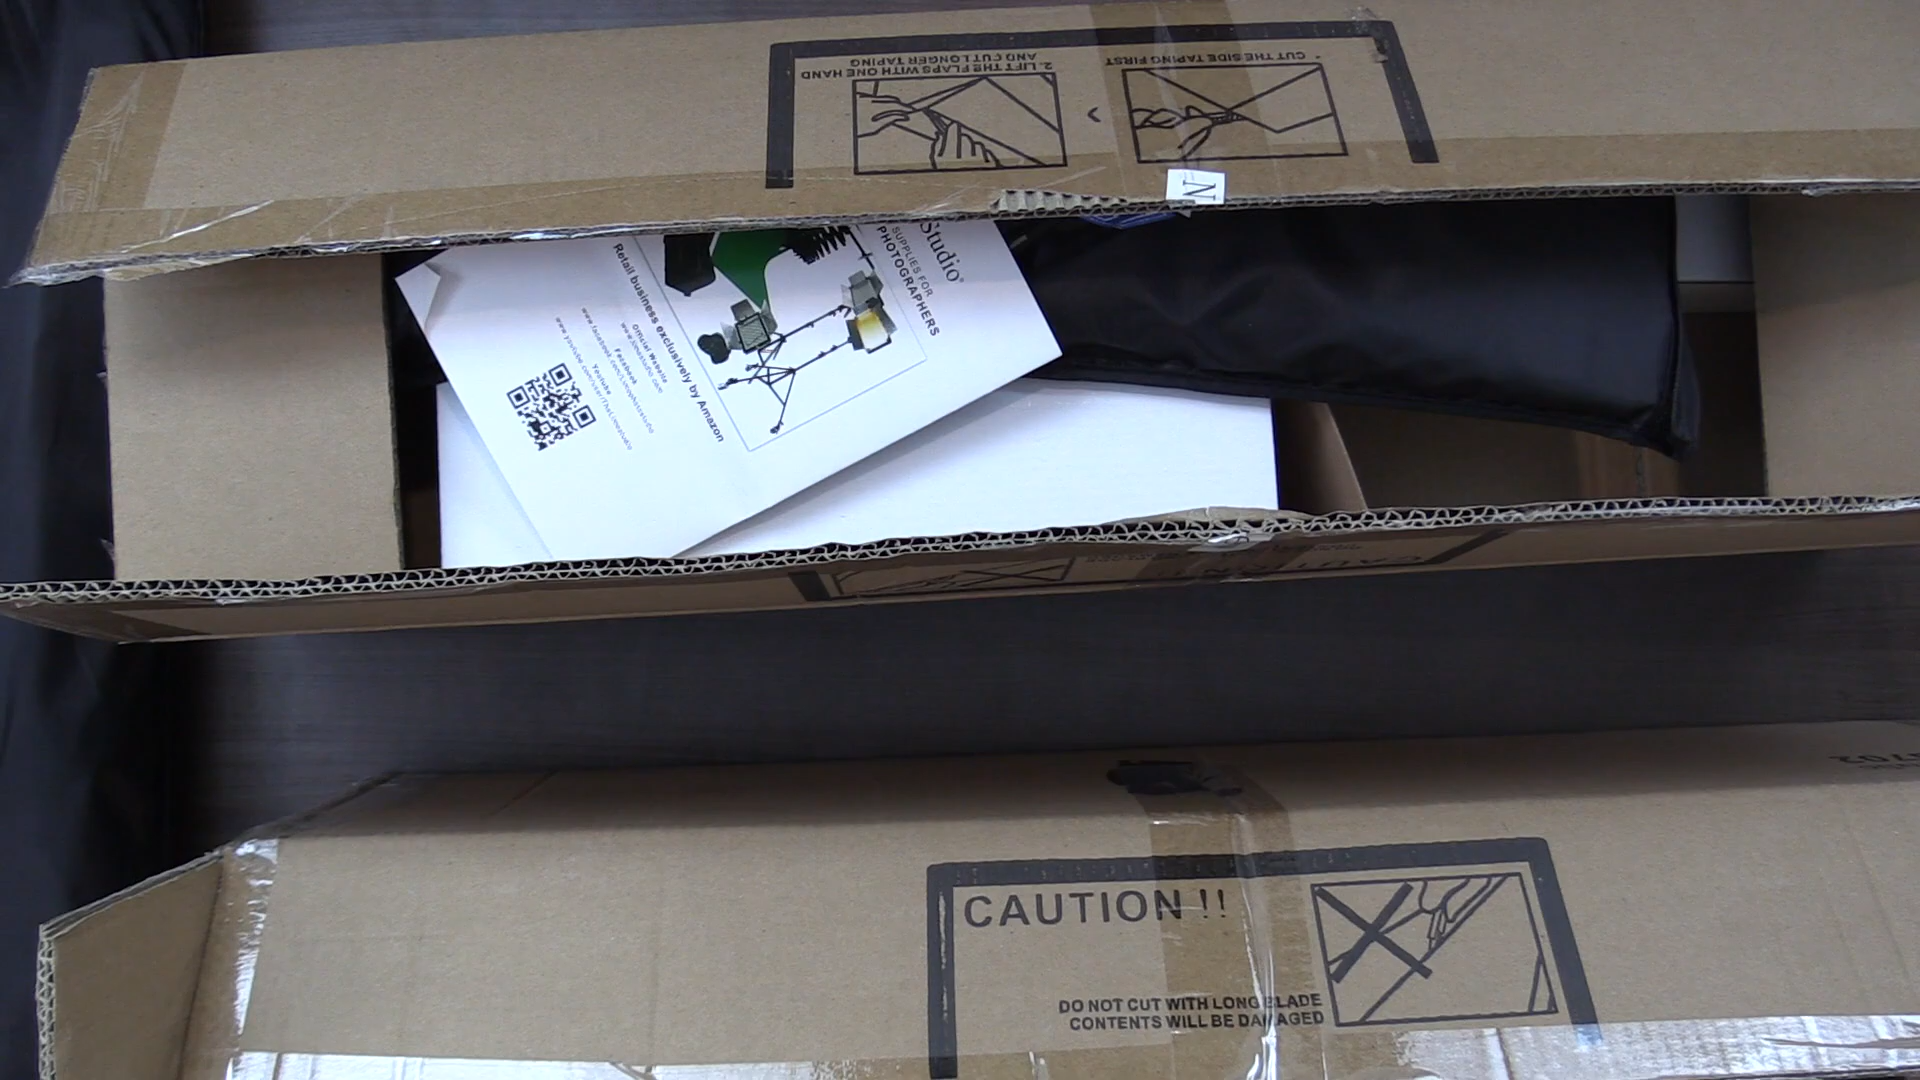 2. LIFT THE FLAPS WITH ONE HAND
AND CUT LONGER TAPING
CUT THE SIDE TAPING FIRST
N
Studio®
SUPPLIES FOR
PHOTOGRAPHERS
Retail business exclusively by Amazon
Official Website
Facebook
Youtube
CAUTION !!
DO NOT CUT WITH LONG BLADE
CONTENTS WILL BE DAMAGED